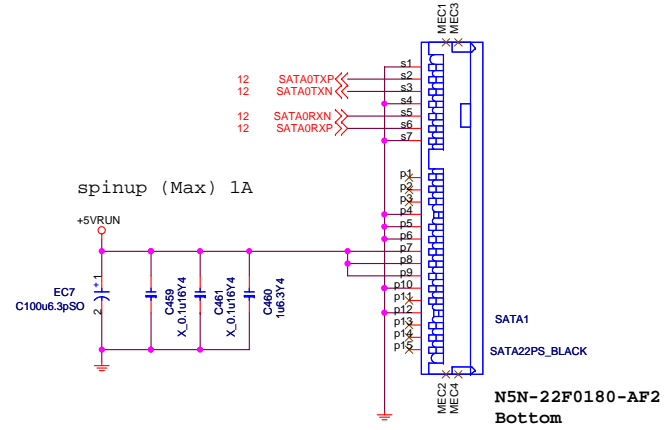 MEC1
MEC3
s1
12 SATA0TXP s2
12 SATA0TXN s3
s4
12 SATA0RXN s5
12 SATA0RXP s6
s7
p1
p2
p3
spinup (Max) 1A
p4
+5VRUN
p5
p6
p7
p8
p9
EC7
C100u6.3pSO
1
+
2
C459
X_0.1u16Y4
C461
X_0.1u16Y4
C460
1u6.3Y4
p10
p11
p12
p13
p14
p15
SATA1
SATA22PS_BLACK
MEC2
MEC4
N5N-22F0180-AF2
Bottom